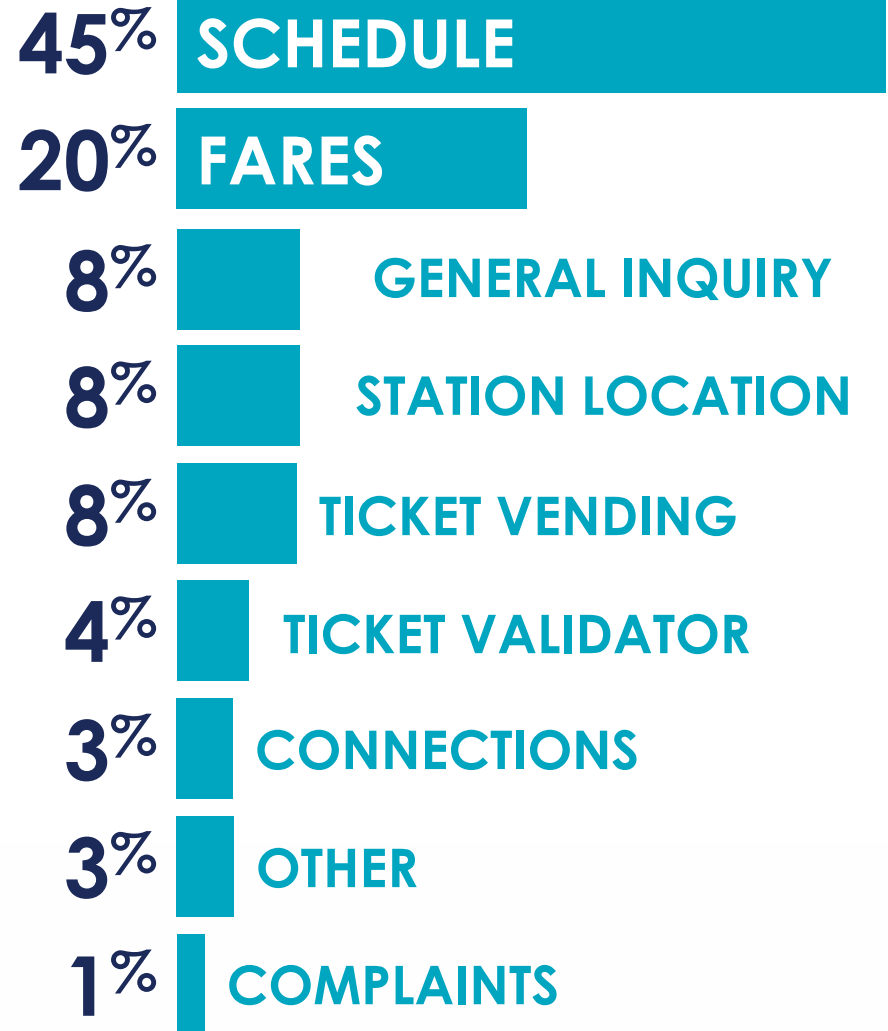 45% SCHEDULE
20% FARES
8% GENERAL INQUIRY
8% STATION LOCATION
8% TICKET VENDING
4% TICKET VALIDATOR
3% CONNECTIONS
3% OTHER
1% COMPLAINTS